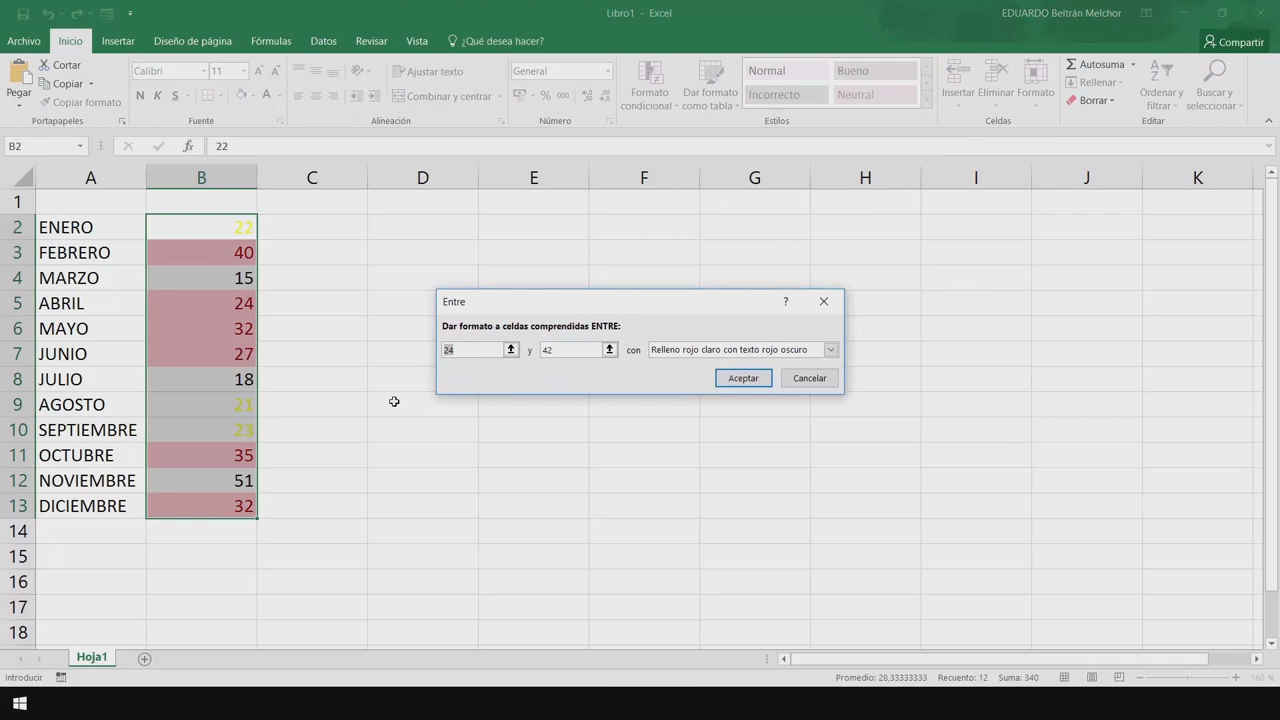 Libro1 - Excel
EDUARDO Beltrán Melchor
Archivo
Inicio
Insertar
Diseño de página
Fórmulas
Datos
Revisar
Vista
¿Qué desea hacer?
Compartir
Pegar
Cortar
Copiar
Copiar formato
Portapapeles
Calibri
11
N K S
Fuente
Ajustar texto
Combinar y centrar
Alineación
General
% 000
Número
Formato condicional
Dar formato como tabla
Normal
Bueno
Incorrecto
Neutral
Estilos
Insertar
Eliminar
Formato
Celdas
Autosuma
Rellenar
Borrar
Ordenar y filtrar
Buscar y seleccionar
Editar
B2
fx
22
A B C D E F G H I J K
1
2 ENERO 22
3 FEBRERO 40
4 MARZO 15
5 ABRIL 24
6 MAYO 32
7 JUNIO 27
8 JULIO 18
9 AGOSTO 21
10 SEPTIEMBRE 23
11 OCTUBRE 35
12 NOVIEMBRE 51
13 DICIEMBRE 32
14
15
16
17
18
Entre
?
Dar formato a celdas comprendidas ENTRE:
24 y 42 con Relleno rojo claro con texto rojo oscuro
Aceptar
Cancelar
Hoja1
Introducir
Promedio: 28,33333333
Recuento: 12
Suma: 340
160 %